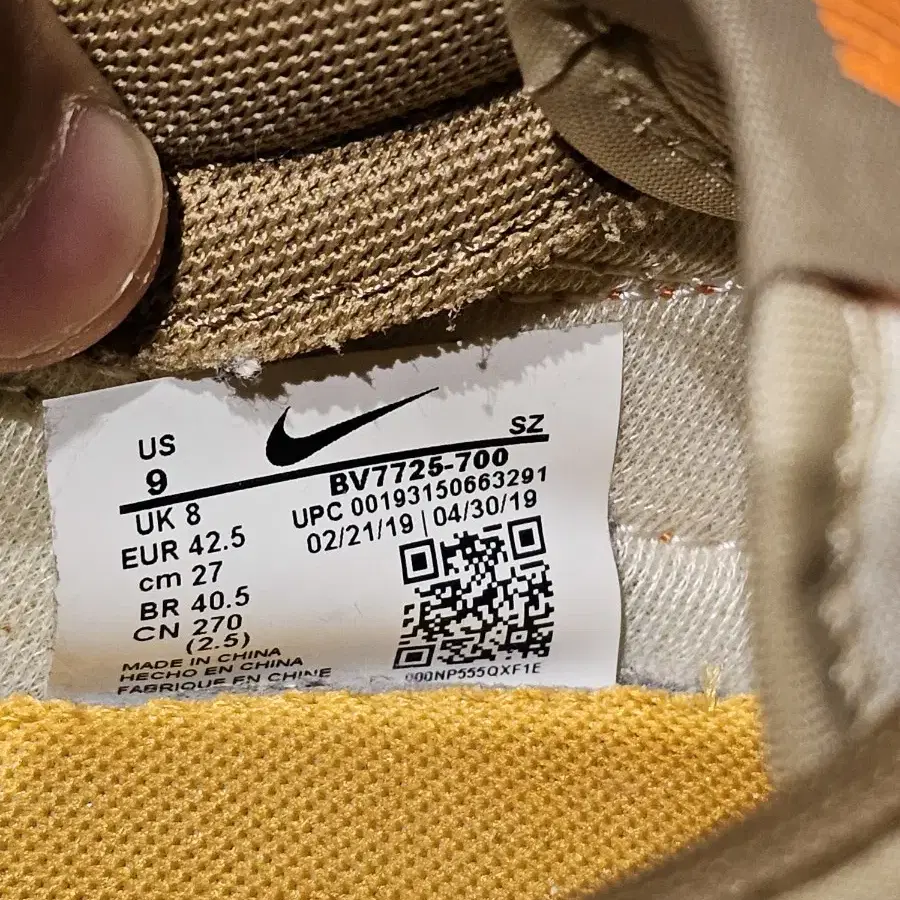 US
9
SZ
BV7725-700
UPC 00193150663291
02/21/19 | 04/30/19
UK 8
EUR 42.5
cm 27
BR 40.5
CN 270
(2.5)
MADE IN CHINA
HECHO EN CHINA
FABRIQUE EN CHINE
000NP555QXF1E